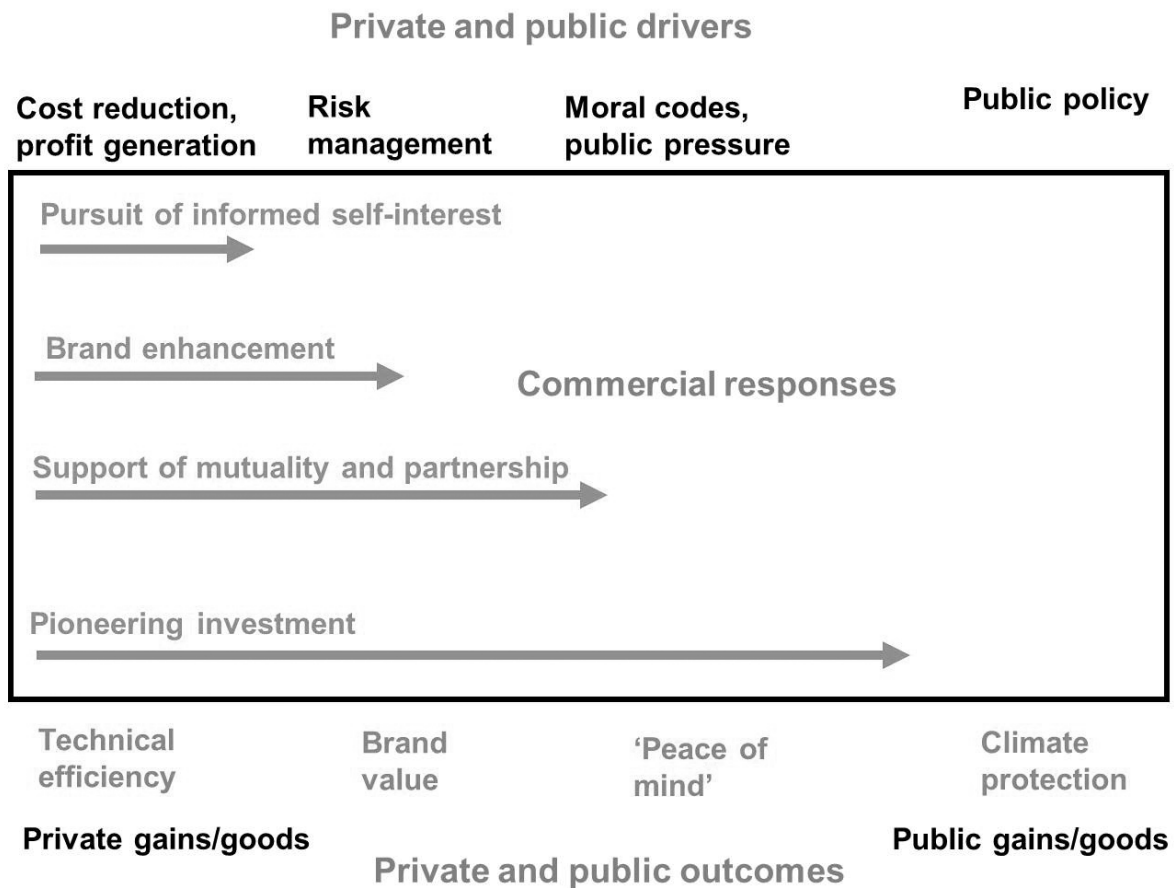 Private and public drivers
Cost reduction,
profit generation
Risk
management
Moral codes,
public pressure
Public policy
Pursuit of informed self-interest
Brand enhancement
Commercial responses
Support of mutuality and partnership
Pioneering investment
Technical
efficiency
Brand
value
‘Peace of
mind’
Climate
protection
Private gains/goods
Public gains/goods
Private and public outcomes